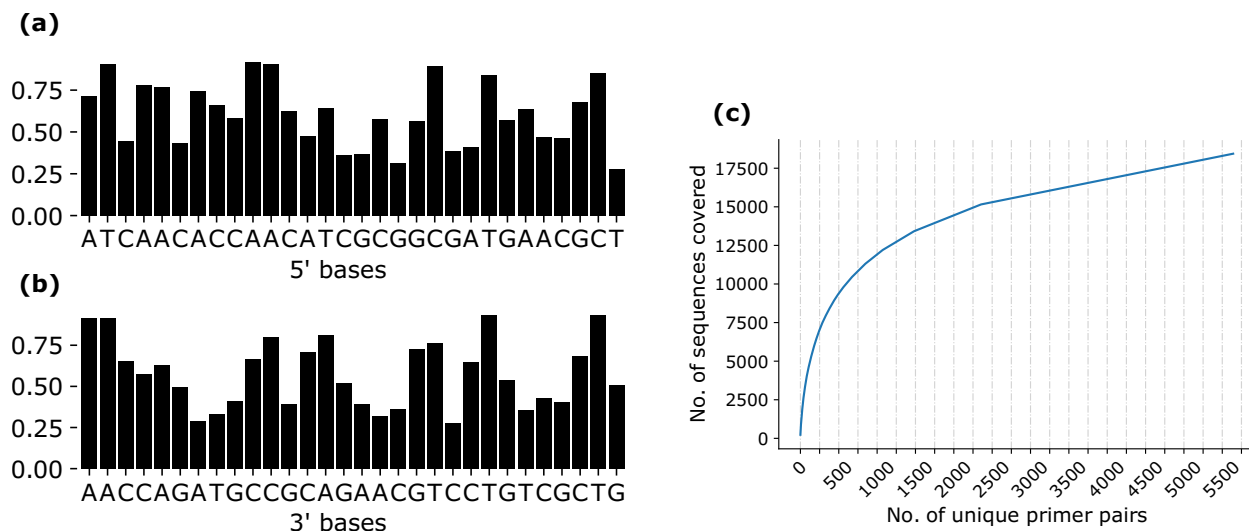 (a)
0.75
0.50
0.25
0.00
ATCAACACCAACATCGCGGCGATGAACGCT
5' bases
(b)
0.75
0.50
0.25
0.00
AACCAGATGCCGCAGAACGTCCTGTCGCTG
3' bases
(c)
No. of sequences covered
17500
15000
12500
10000
7500
5000
2500
0
0 500 1000 1500 2000 2500 3000 3500 4000 4500 5000 5500
No. of unique primer pairs